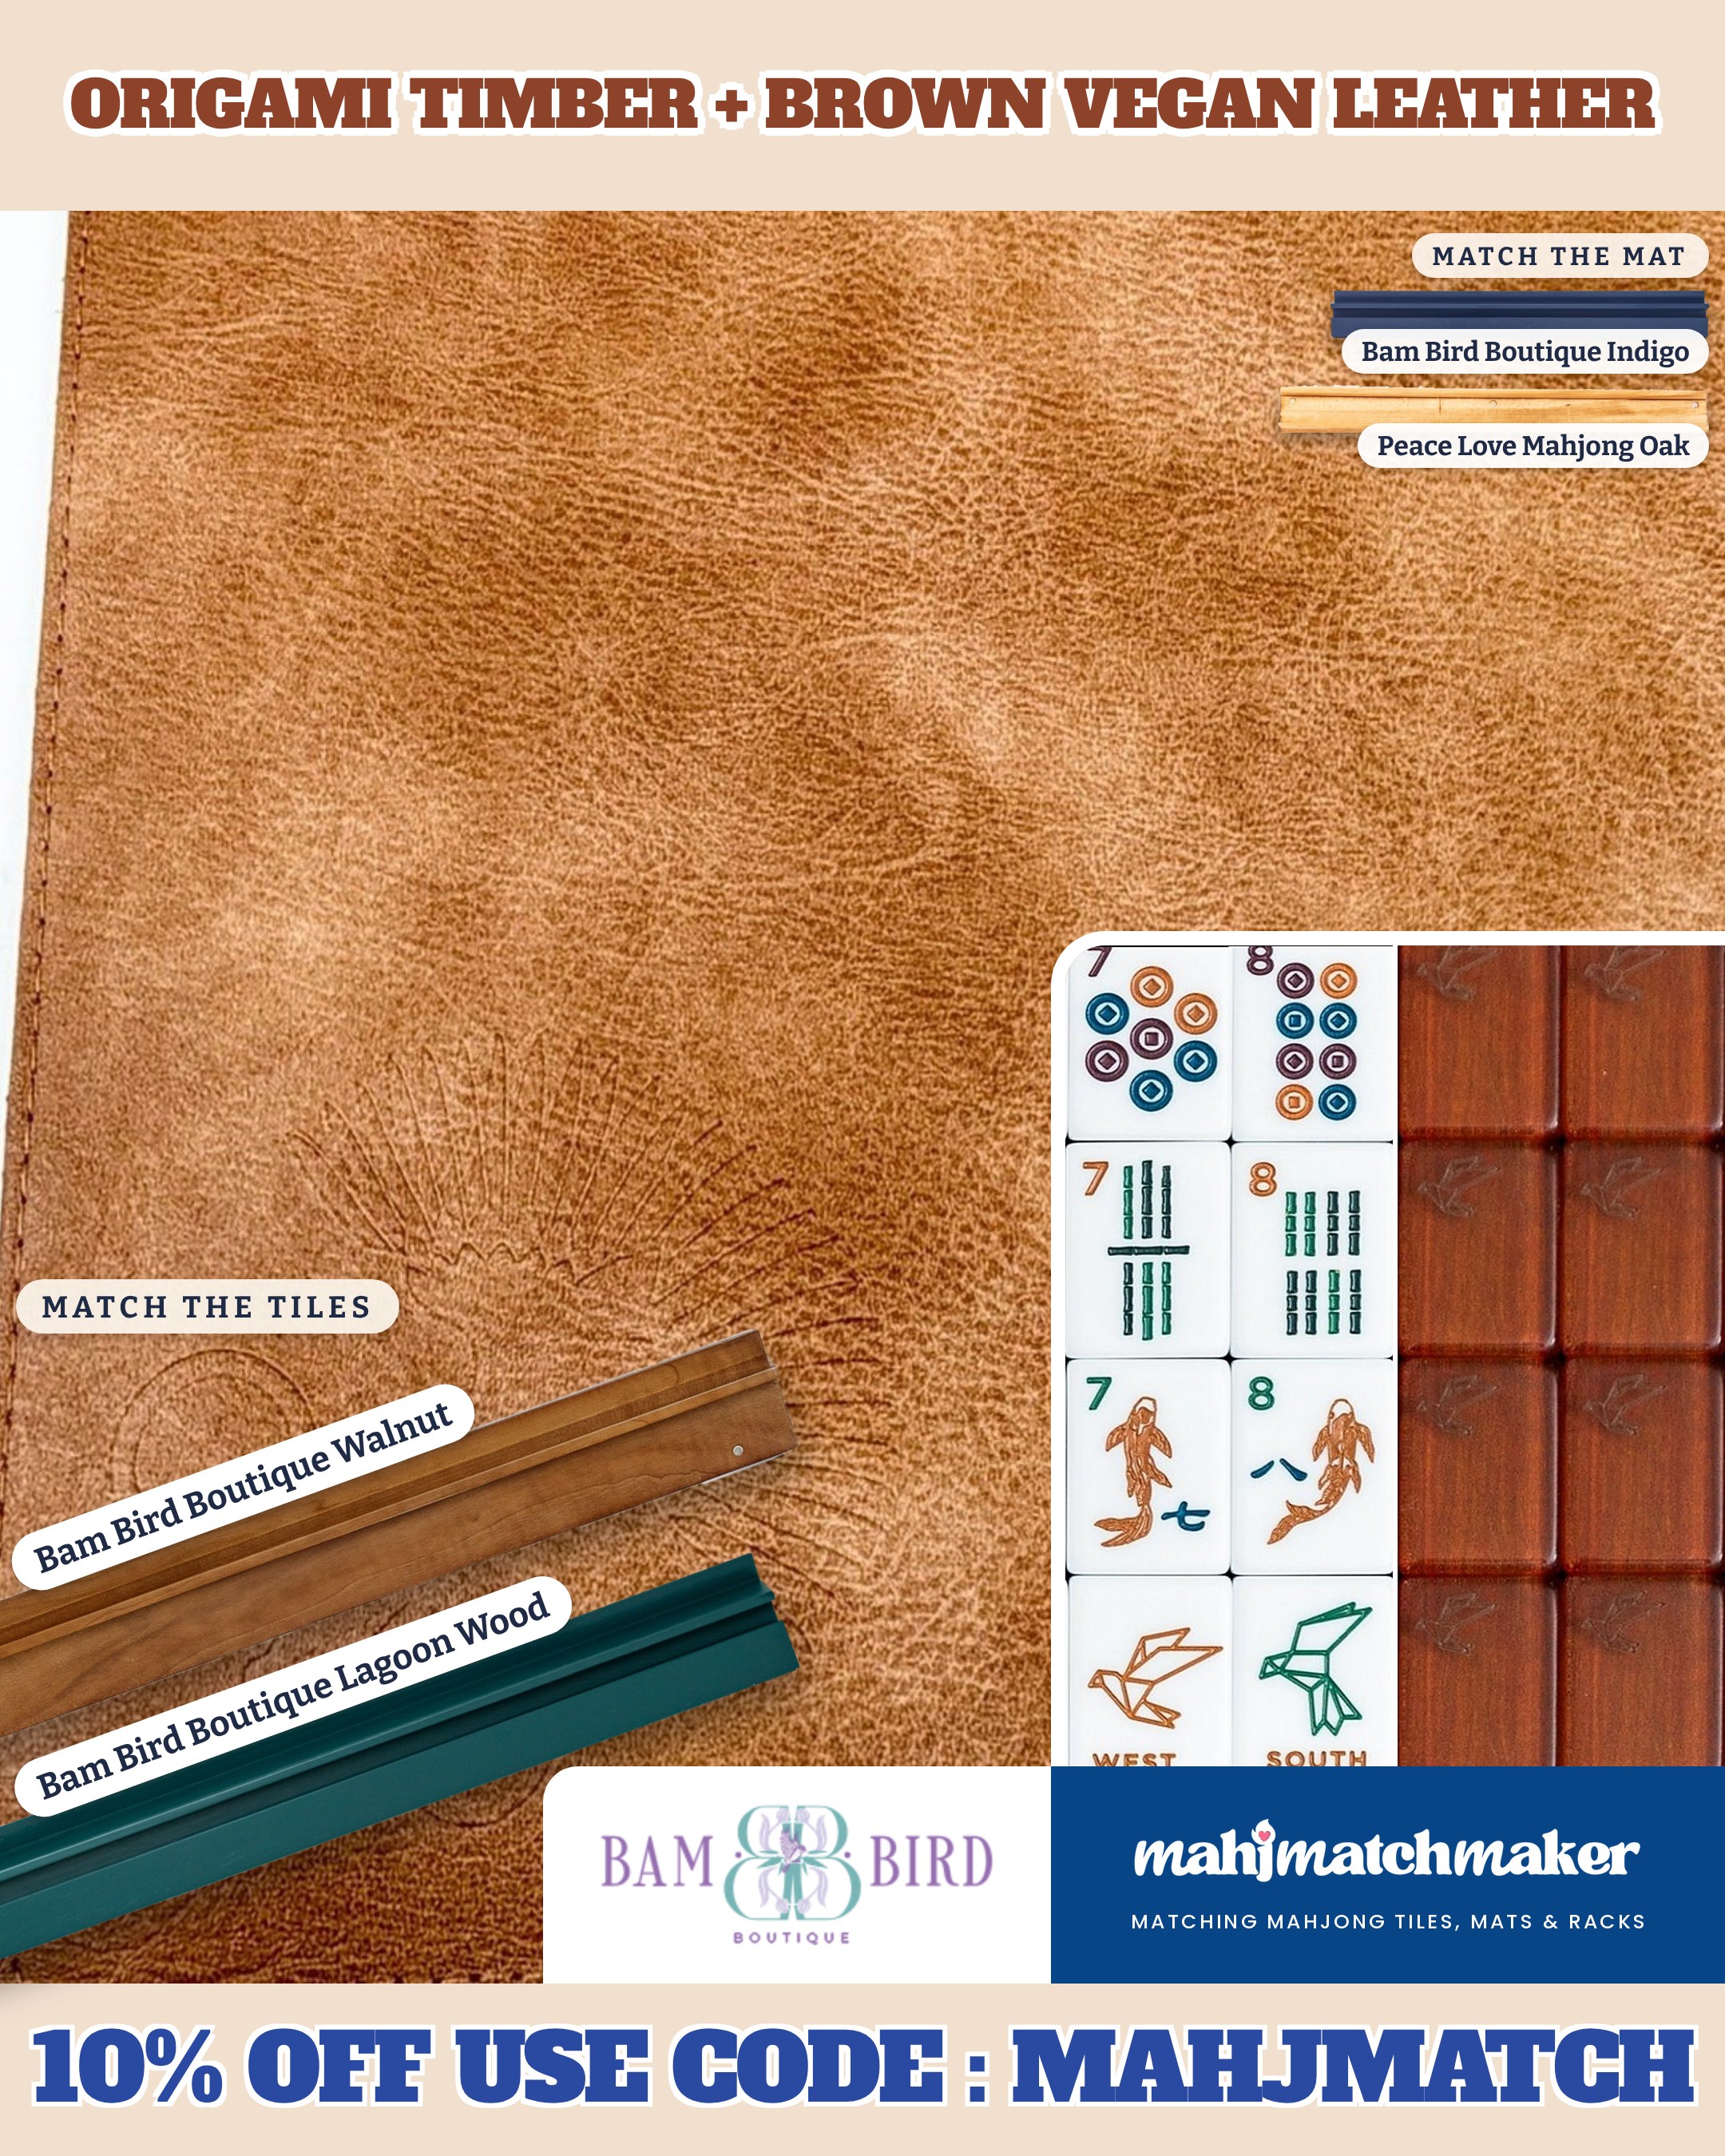 ORIGAMI TIMBER + BROWN VEGAN LEATHER
MATCH THE MAT
Bam Bird Boutique Indigo
Peace Love Mahjong Oak
7 8
7 8
7 8
七 八
WEST SOUTH
MATCH THE TILES
Bam Bird Boutique Walnut
Bam Bird Boutique Lagoon Wood
BAM BIRD
BOUTIQUE
mahjmatchmaker
MATCHING MAHJONG TILES, MATS & RACKS
10% OFF USE CODE : MAHJMATCH